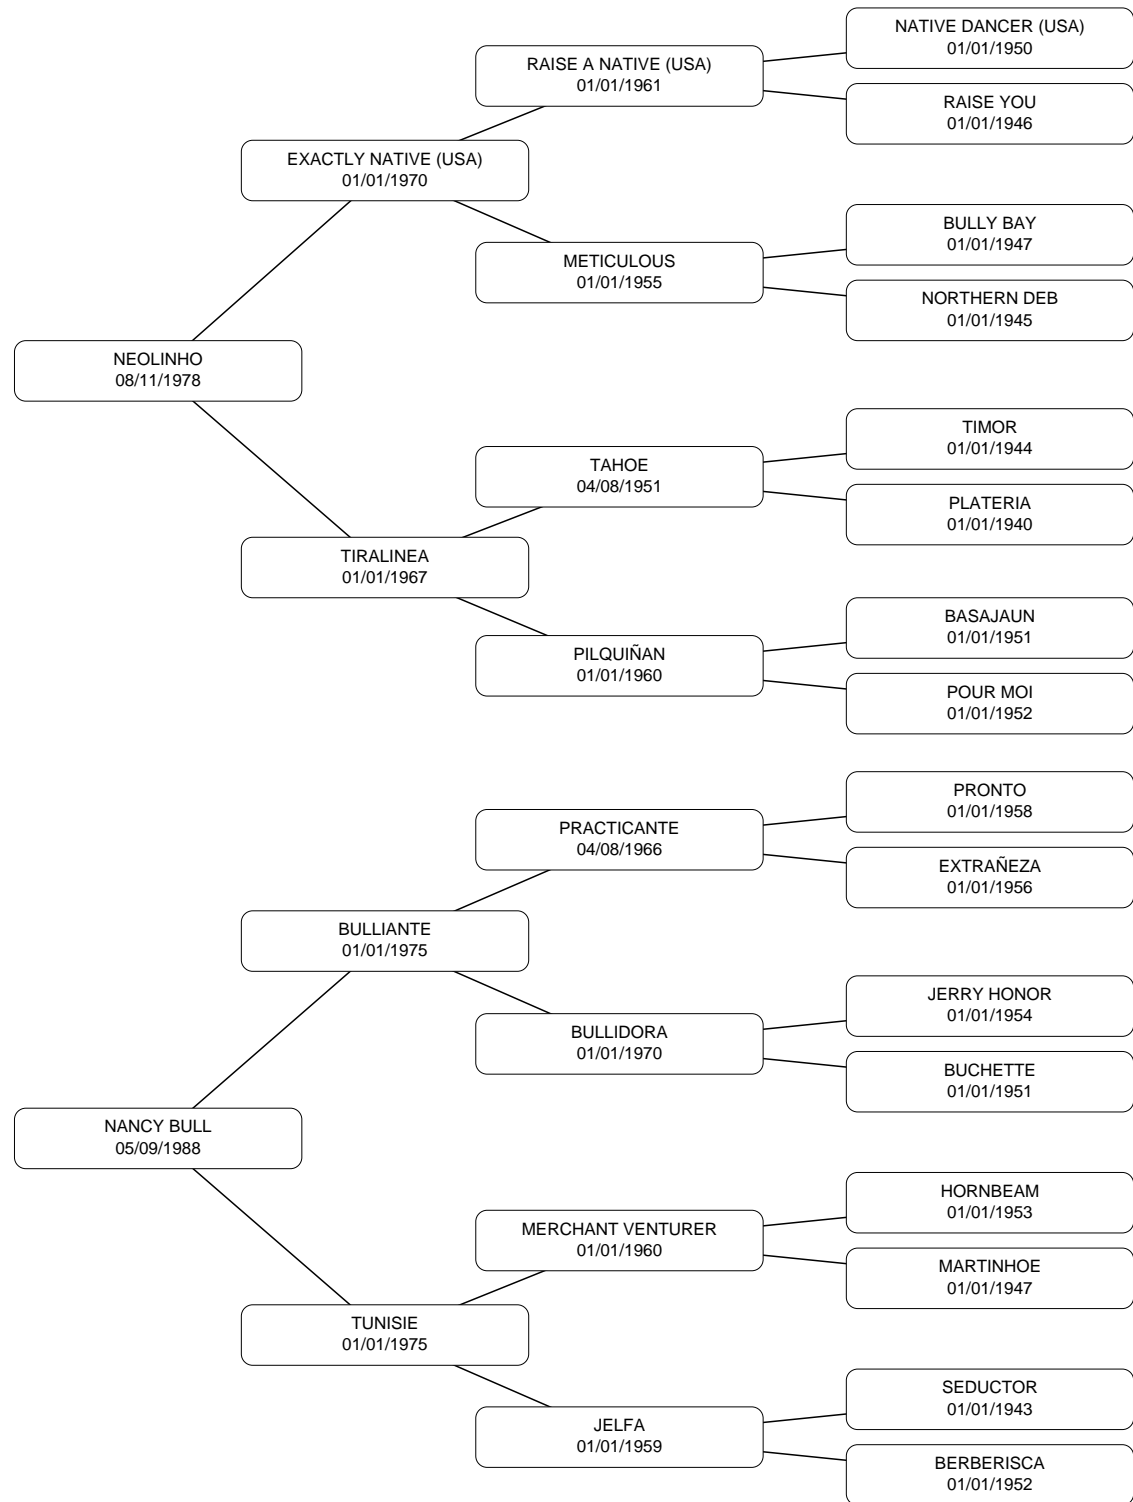 NATIVE DANCER (USA)
01/01/1950
RAISE A NATIVE (USA)
01/01/1961
RAISE YOU
01/01/1946
EXACTLY NATIVE (USA)
01/01/1970
BULLY BAY
01/01/1947
METICULOUS
01/01/1955
NORTHERN DEB
01/01/1945
NEOLINHO
08/11/1978
TIMOR
01/01/1944
TAHOE
04/08/1951
PLATERIA
01/01/1940
TIRALINEA
01/01/1967
BASAJAUN
01/01/1951
PILQUIÑAN
01/01/1960
POUR MOI
01/01/1952
PRONTO
01/01/1958
PRACTICANTE
04/08/1966
EXTRAÑEZA
01/01/1956
BULLIANTE
01/01/1975
JERRY HONOR
01/01/1954
BULLIDORA
01/01/1970
BUCHETTE
01/01/1951
NANCY BULL
05/09/1988
HORNBEAM
01/01/1953
MERCHANT VENTURER
01/01/1960
MARTINHOE
01/01/1947
TUNISIE
01/01/1975
SEDUCTOR
01/01/1943
JELFA
01/01/1959
BERBERISCA
01/01/1952